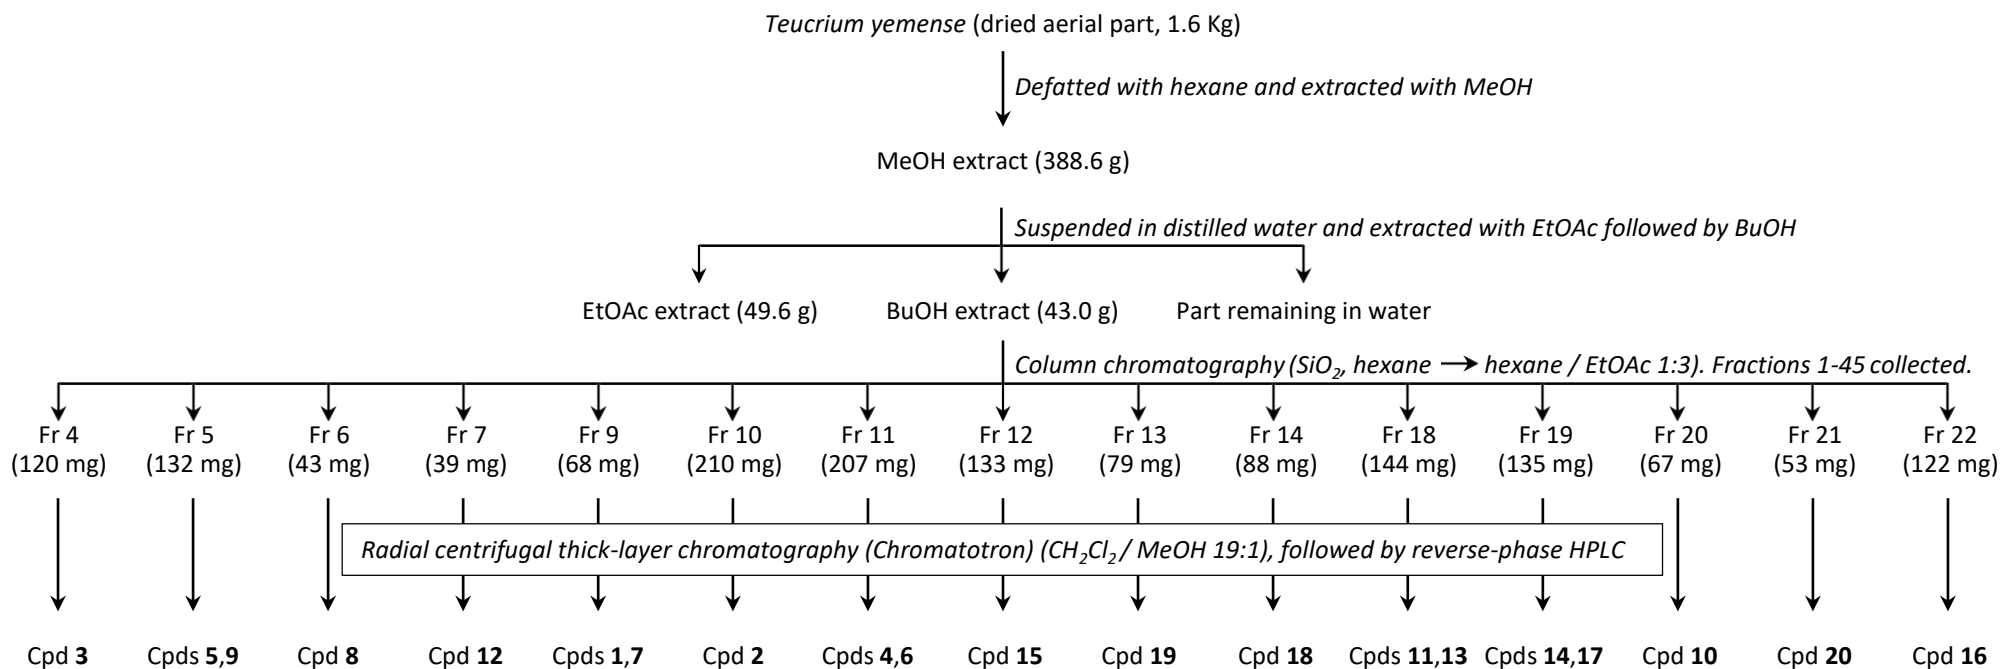 Teucrium yemense (dried aerial part, 1.6 Kg)
Defatted with hexane and extracted with MeOH
MeOH extract (388.6 g)
Suspended in distilled water and extracted with EtOAc followed by BuOH
EtOAc extract (49.6 g) BuOH extract (43.0 g) Part remaining in water
Column chromatography (SiO2, hexane → hexane / EtOAc 1:3). Fractions 1-45 collected.
Fr 4 Fr 5 Fr 6 Fr 7 Fr 9 Fr 10 Fr 11 Fr 12 Fr 13 Fr 14 Fr 18 Fr 19 Fr 20 Fr 21 Fr 22
(120 mg) (132 mg) (43 mg) (39 mg) (68 mg) (210 mg) (207 mg) (133 mg) (79 mg) (88 mg) (144 mg) (135 mg) (67 mg) (53 mg) (122 mg)
Radial centrifugal thick-layer chromatography (Chromatotron) (CH2Cl2 / MeOH 19:1), followed by reverse-phase HPLC
Cpd 3 Cpds 5,9 Cpd 8 Cpd 12 Cpds 1,7 Cpd 2 Cpds 4,6 Cpd 15 Cpd 19 Cpd 18 Cpds 11,13 Cpds 14,17 Cpd 10 Cpd 20 Cpd 16